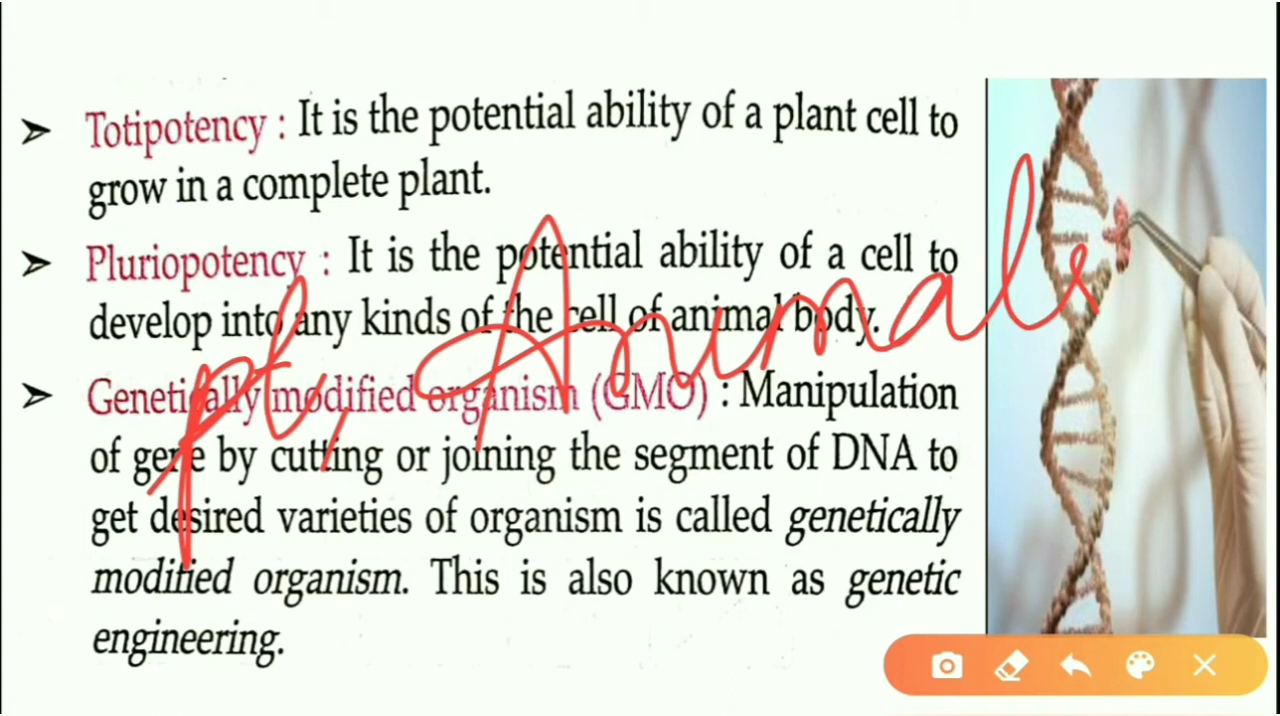 ➤ Totipotency : It is the potential ability of a plant cell to
grow in a complete plant.
➤ Pluriopotency : It is the potential ability of a cell to
develop into any kinds of the cell of animal body.
➤ Genetically modified organism (GMO) : Manipulation
of gene by cutting or joining the segment of DNA to
get desired varieties of organism is called genetically
modified organism. This is also known as genetic
engineering.
pt, Animals